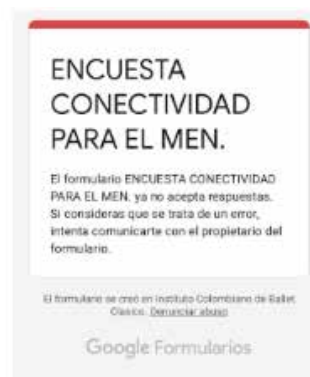 ENCUESTA
CONECTIVIDAD
PARA EL MEN.
El formulario ENCUESTA CONECTIVIDAD
PARA EL MEN. ya no acepta respuestas.
Si consideras que se trata de un error,
intenta comunicarte con el propietario del
formulario.
El formulario se creó en Instituto Colombiano de Ballet
Clasico. Denunciar abuso
Google Formularios